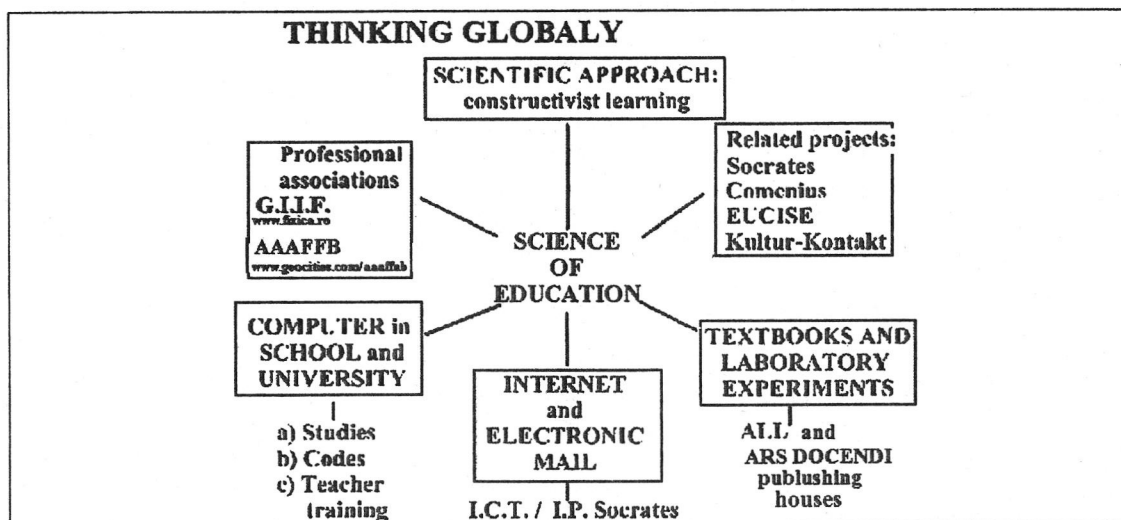 THINKING GLOBALY
SCIENTIFIC APPROACH:
constructivist learning
Professional
associations
G.I.I.F.
www.fizica.ro
AAAFFB
www.geocities.com/aaaffab
Related projects:
Socrates
Comenius
EUCISE
Kultur-Kontakt
SCIENCE
OF
EDUCATION
COMPUTER in
SCHOOL and
UNIVERSITY
a) Studies
b) Codes
c) Teacher
training
INTERNET
and
ELECTRONIC
MAIL
I.C.T. / I.P. Socrates
TEXTBOOKS AND
LABORATORY
EXPERIMENTS
ALL and
ARS DOCENDI
publushing
houses